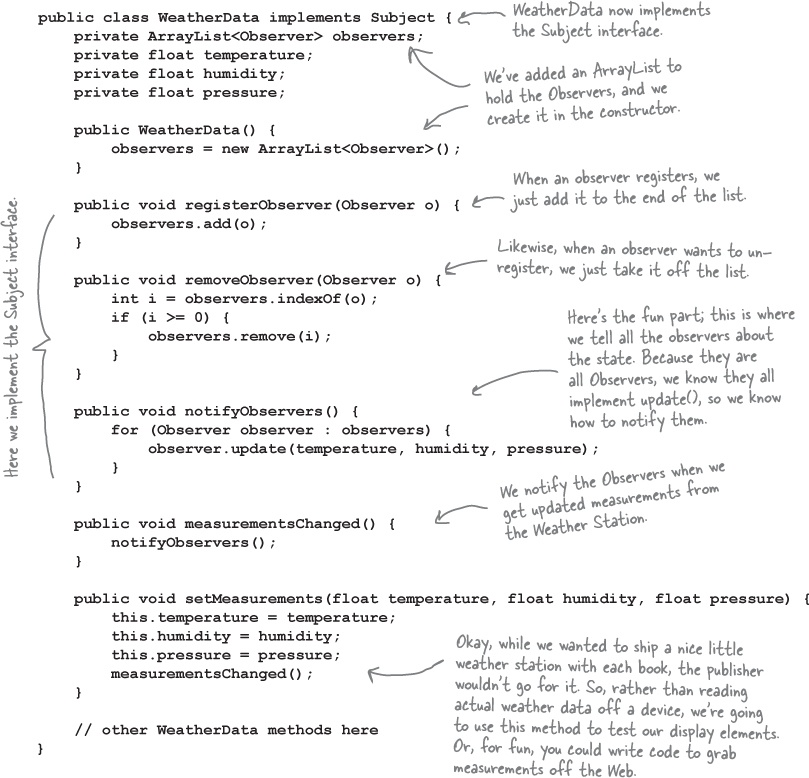 public class WeatherData implements Subject {
WeatherData now implements
the Subject interface.
private ArrayList<Observer> observers;
private float temperature;
private float humidity;
private float pressure;
We've added an ArrayList to
hold the Observers, and we
create it in the constructor.
public WeatherData() {
observers = new ArrayList<Observer>();
}
Here we implement the Subject interface.
public void registerObserver(Observer o) {
observers.add(o);
}
When an observer registers, we
just add it to the end of the list.
public void removeObserver(Observer o) {
int i = observers.indexOf(o);
if (i >= 0) {
observers.remove(i);
}
}
Likewise, when an observer wants to un-
register, we just take it off the list.
public void notifyObservers() {
for (Observer observer : observers) {
observer.update(temperature, humidity, pressure);
}
}
Here's the fun part; this is where
we tell all the observers about
the state. Because they are
all Observers, we know they all
implement update(), so we know
how to notify them.
public void measurementsChanged() {
notifyObservers();
}
We notify the Observers when we
get updated measurements from
the Weather Station.
public void setMeasurements(float temperature, float humidity, float pressure) {
this.temperature = temperature;
this.humidity = humidity;
this.pressure = pressure;
measurementsChanged();
}
Okay, while we wanted to ship a nice little
weather station with each book, the publisher
wouldn't go for it. So, rather than reading
actual weather data off a device, we're going
to use this method to test our display elements.
Or, for fun, you could write code to grab
measurements off the Web.
// other WeatherData methods here
}